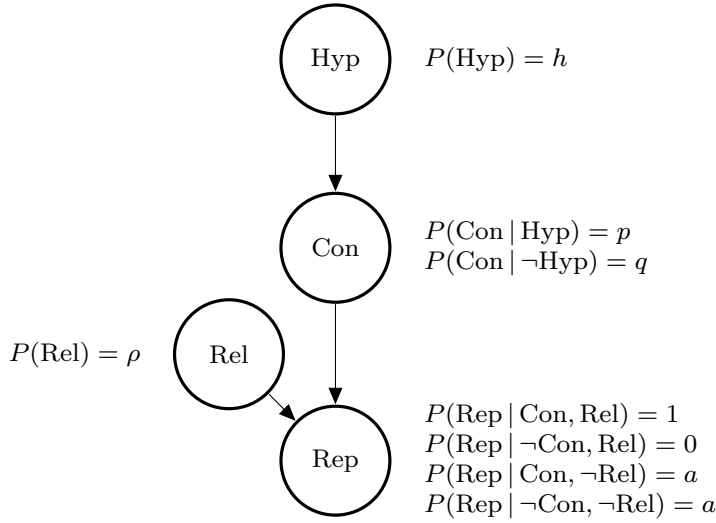 Hyp
P(Hyp) = h
Con
P(Con | Hyp) = p
P(Con | ¬Hyp) = q
P(Rel) = ρ
Rel
Rep
P(Rep | Con, Rel) = 1
P(Rep | ¬Con, Rel) = 0
P(Rep | Con, ¬Rel) = a
P(Rep | ¬Con, ¬Rel) = a